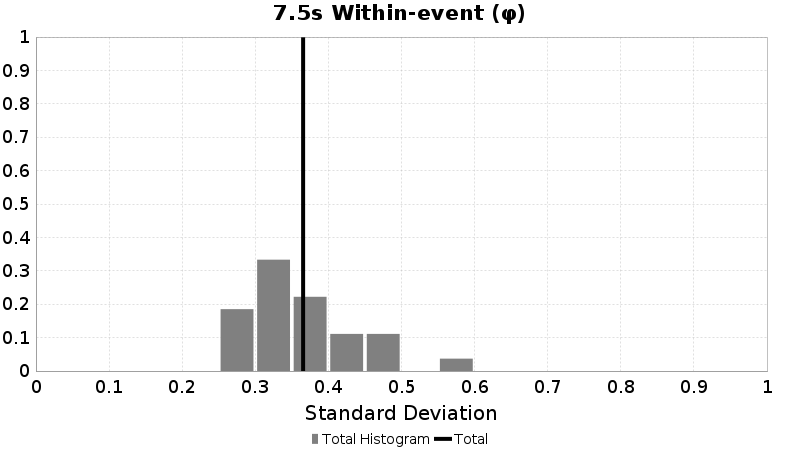 7.5s Within-event (φ)
1
0.9
0.8
0.7
0.6
0.5
0.4
0.3
0.2
0.1
0
0 0.1 0.2 0.3 0.4 0.5 0.6 0.7 0.8 0.9 1
Standard Deviation
Total Histogram Total